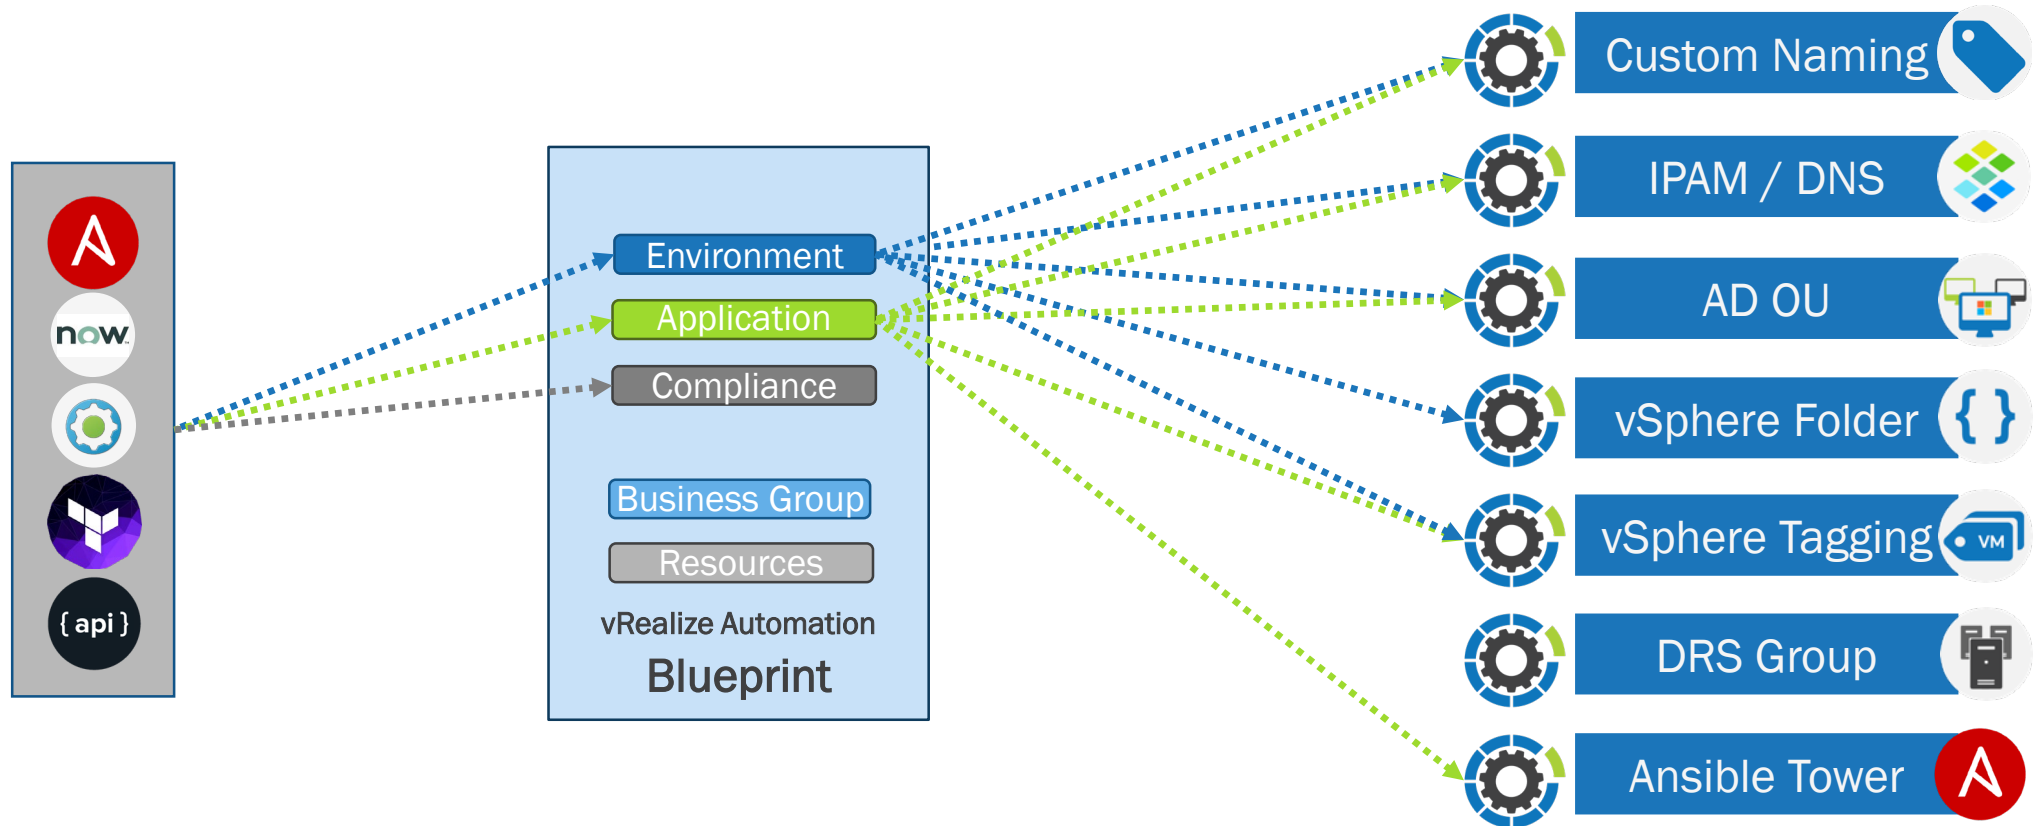 now
{ api }
Environment
Application
Compliance
Business Group
Resources
vRealize Automation
Blueprint
Custom Naming
IPAM / DNS
AD OU
vSphere Folder
{ }
vSphere Tagging
VM
DRS Group
Ansible Tower